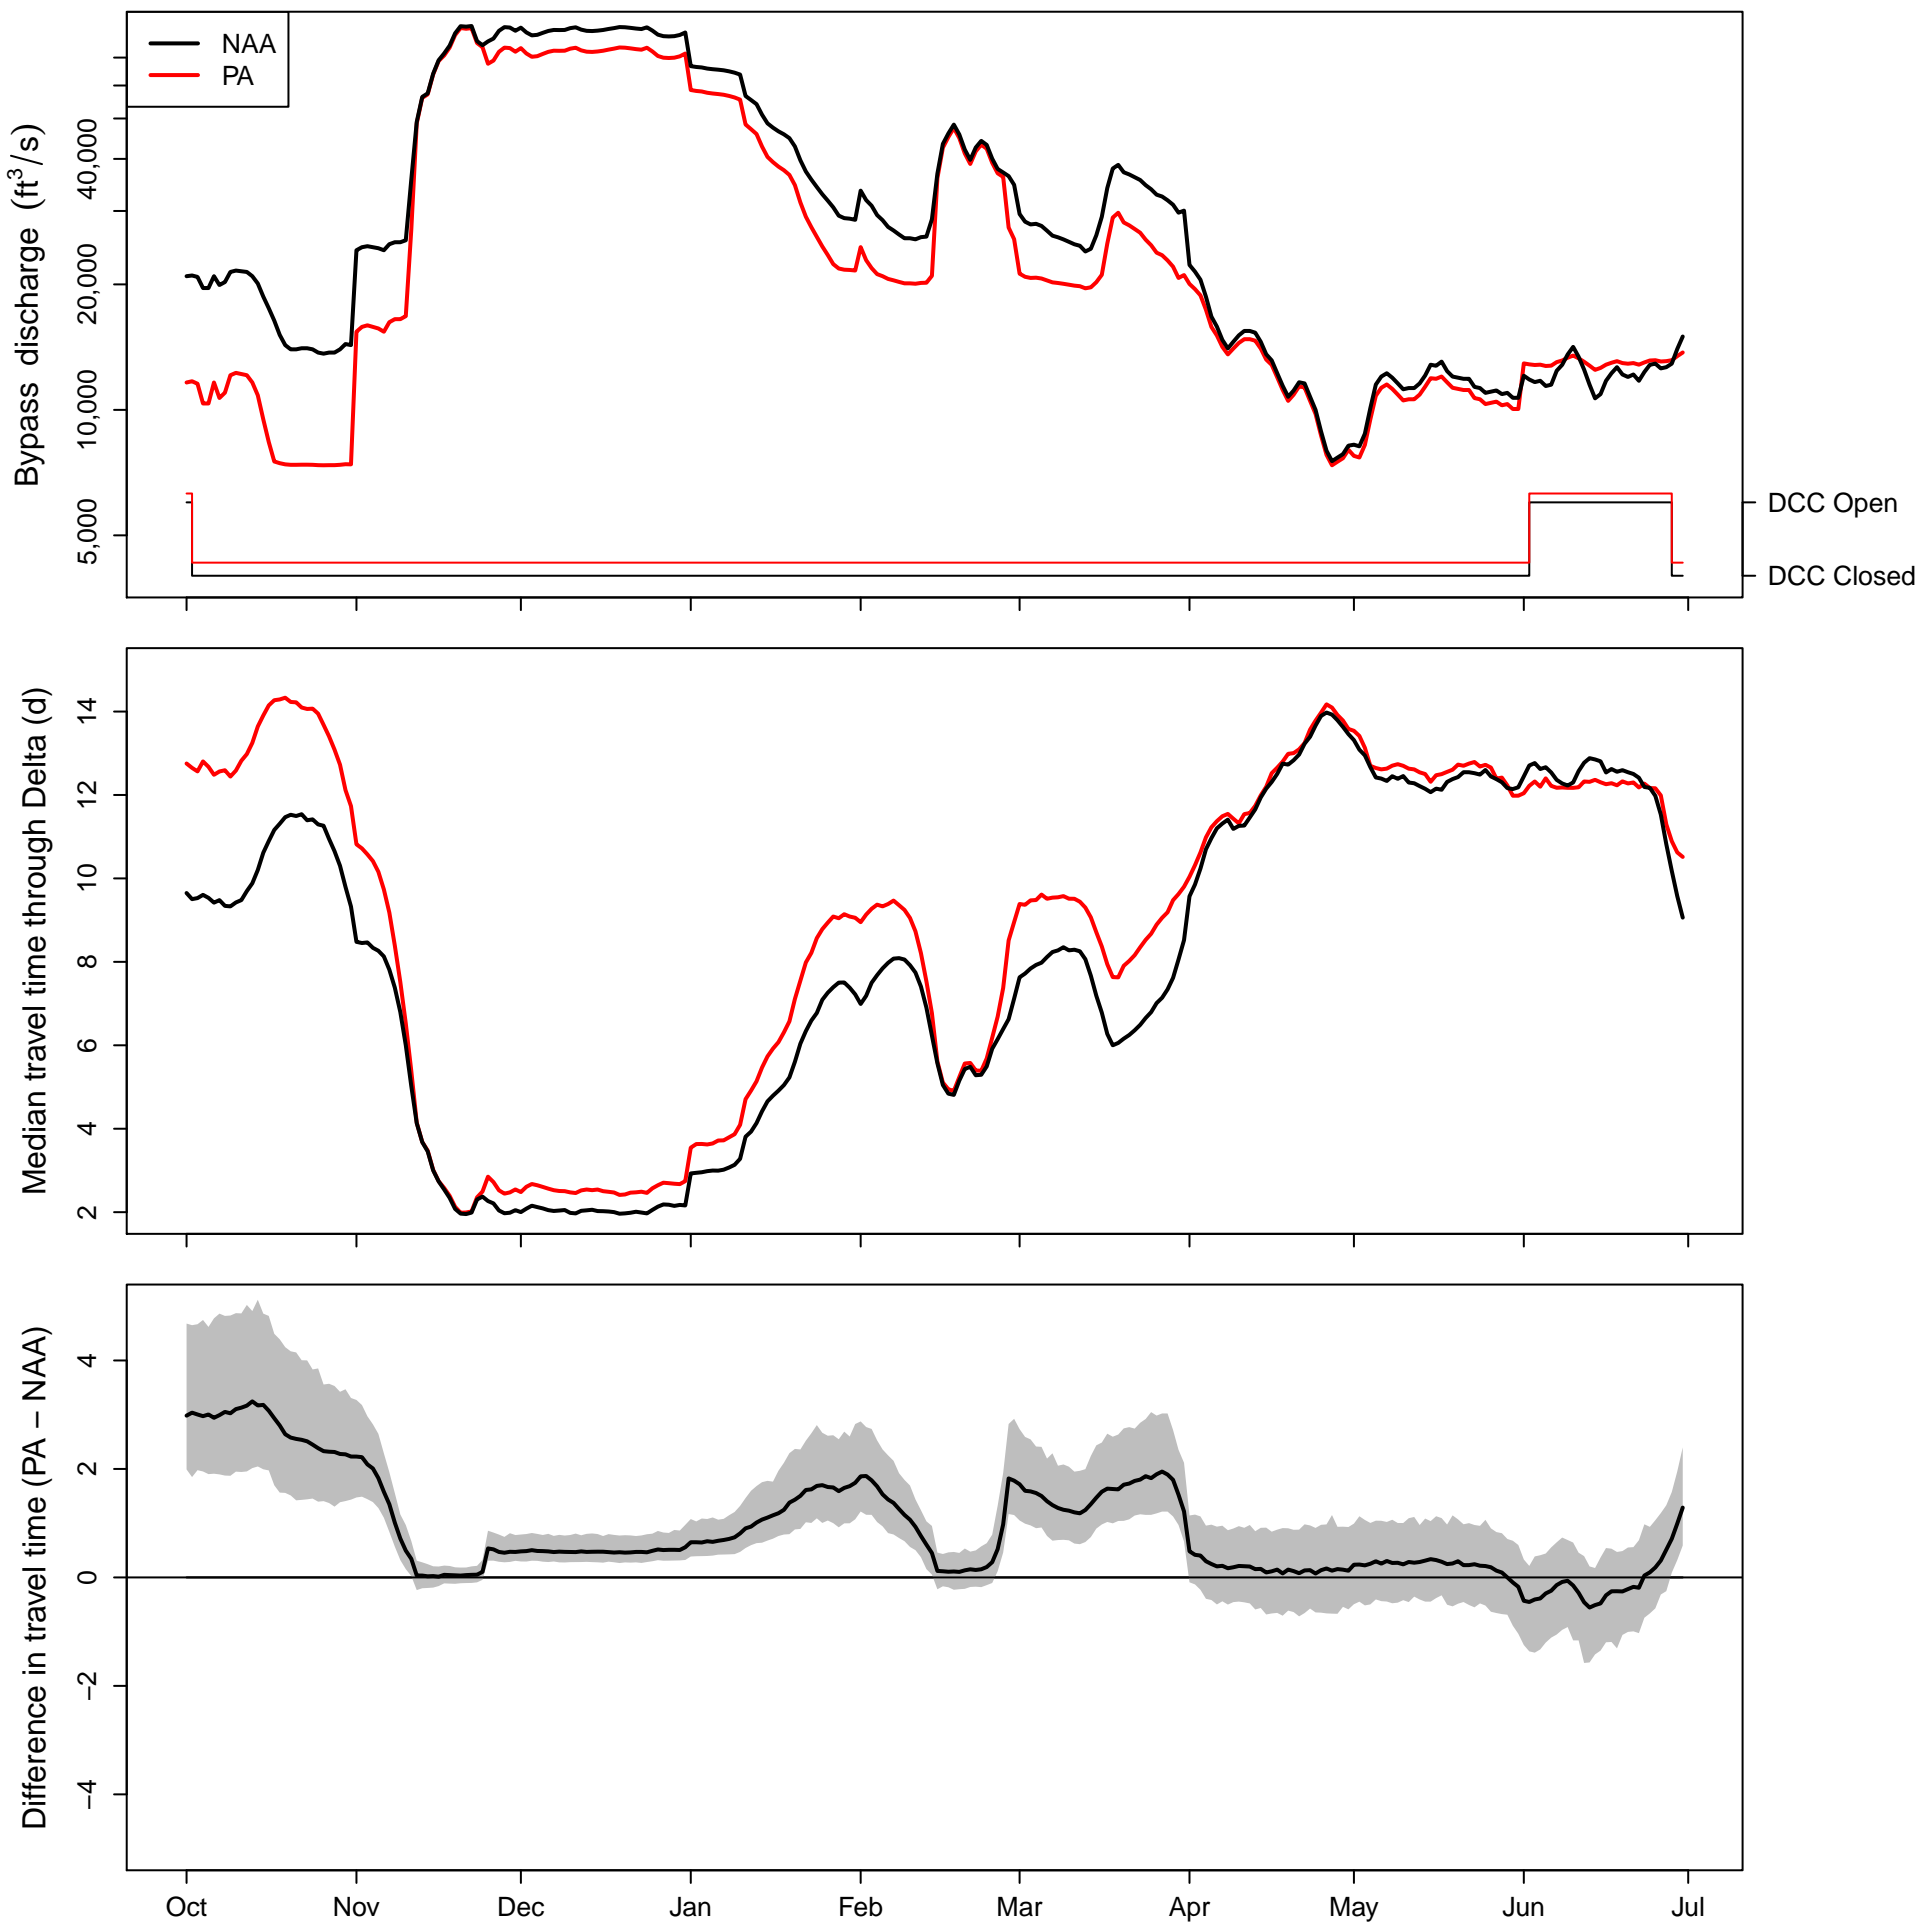 NAA
PA
Bypass discharge (ft³/s)
40,000
20,000
10,000
5,000
DCC Open
DCC Closed
Median travel time through Delta (d)
14
12
10
8
6
4
2
Difference in travel time (PA − NAA)
4
2
0
−2
−4
Oct Nov Dec Jan Feb Mar Apr May Jun Jul